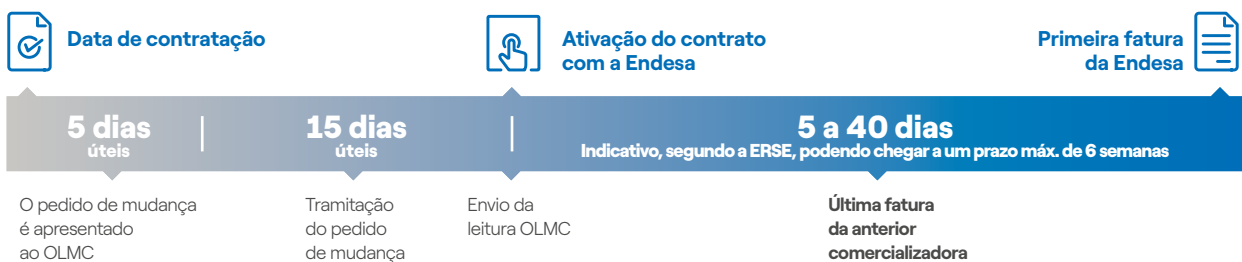 Data de contratação
Ativação do contrato
com a Endesa
Primeira fatura
da Endesa
5 dias
úteis
15 dias
úteis
5 a 40 dias
Indicativo, segundo a ERSE, podendo chegar a um prazo máx. de 6 semanas
O pedido de mudança
é apresentado
ao OLMC
Tramitação
do pedido
de mudança
Envio da
leitura OLMC
Última fatura
da anterior
comercializadora